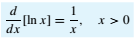 d/dx [ln x] = 1/x, x > 0